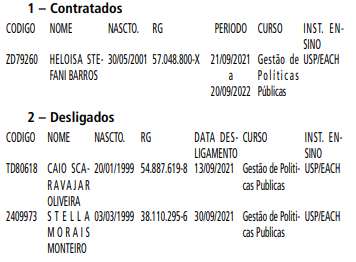 1 – Contratados
CODIGO NOME NASCTO. RG PERIODO CURSO INST. EN-
SINO
ZD79260 HELOISA STE- 30/05/2001 57.048.800-X 21/09/2021 Gestão de USP/EACH
FANI BARROS a Políticas
20/09/2022 Públicas
2 – Desligados
CODIGO NOME NASCTO. RG DATA DES- CURSO INST. EN-
LIGAMENTO SINO
TD80618 CAIO SCA- 20/01/1999 54.887.619-8 13/09/2021 Gestão de Politi- USP/EACH
RAVAJAR cas Publicas
OLIVEIRA
2409973 STELLA 03/03/1999 38.110.295-6 30/09/2021 Gestão de Politi- USP/EACH
MORAIS cas Publicas
MONTEIRO